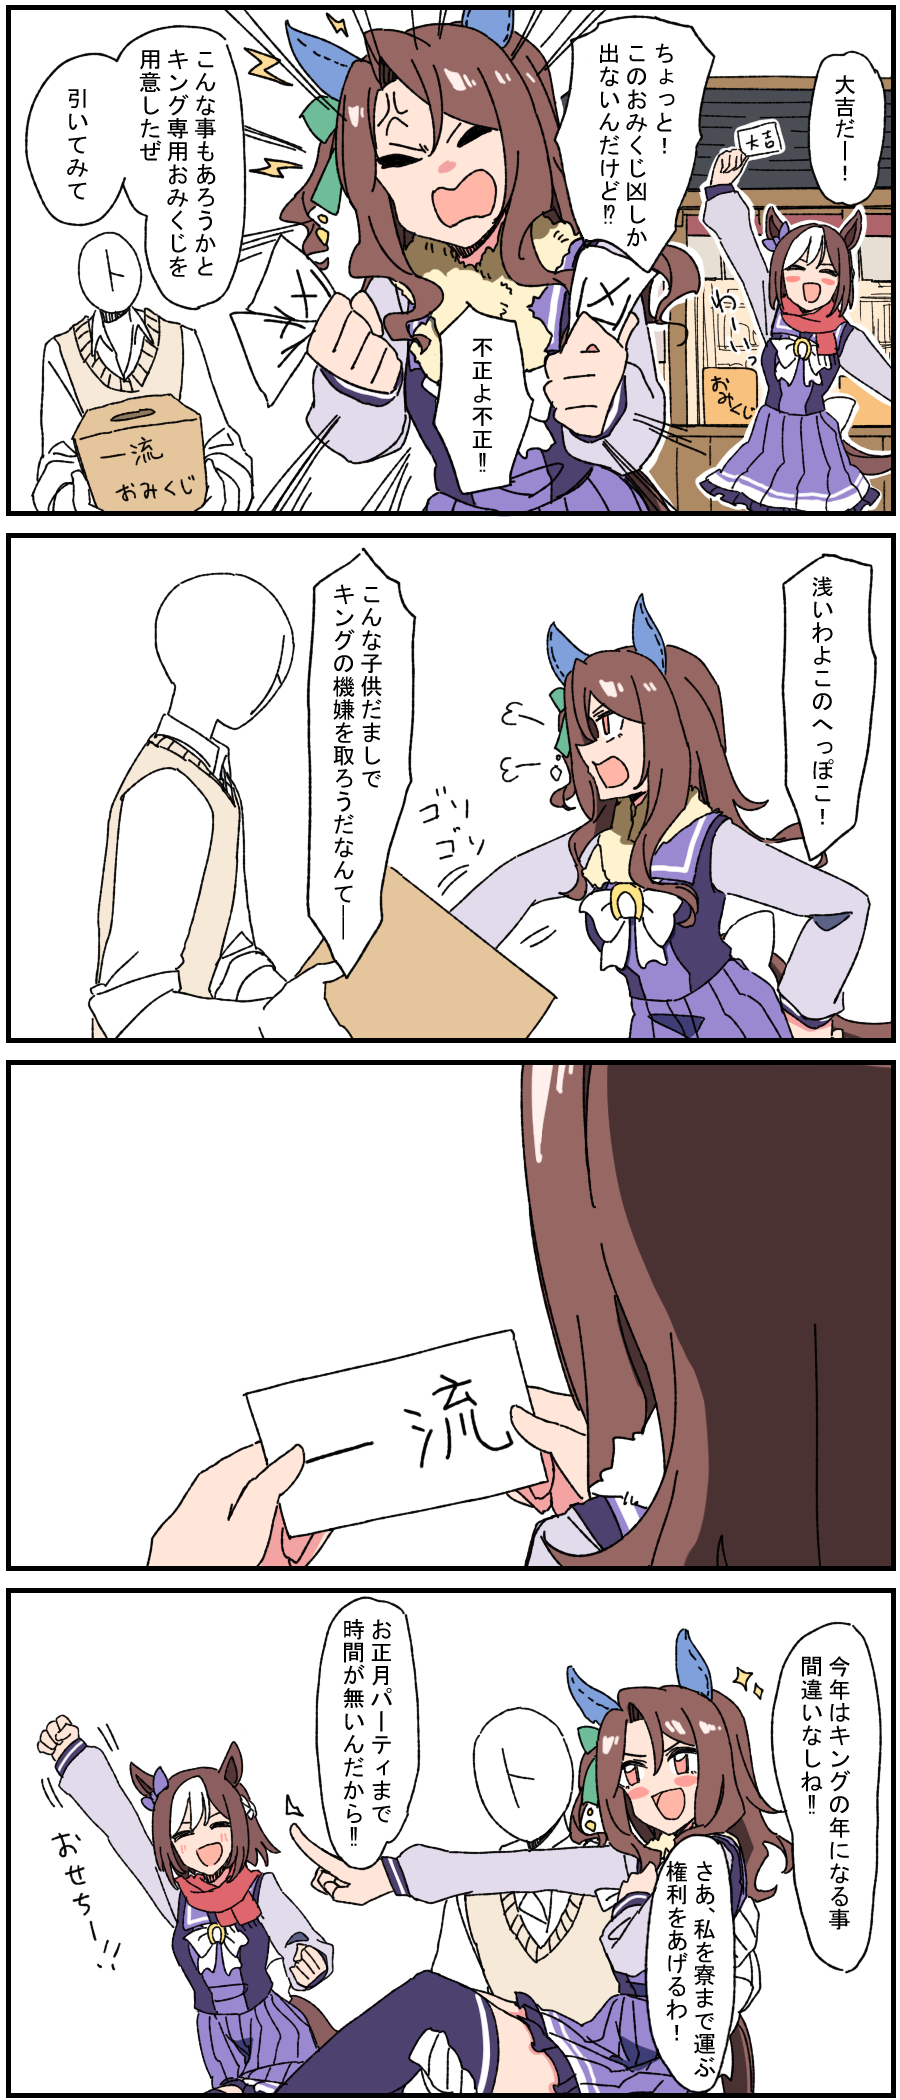 大吉だー！
大吉
わーいっ
おみくじ
ちょっと！
このおみくじ凶しか
出ないんだけど⁉
不正よ不正‼
こんな事もあろうかと
キング専用おみくじを
用意したぜ
引いてみて
ト
一流
おみくじ
浅いわよこのへっぽこ！
ゴソ
ゴソ
こんな子供だましで
キングの機嫌を取ろうだなんて―
一流
今年はキングの年になる事
間違いなしね‼
さあ、私を寮まで運ぶ
権利をあげるわ！
お正月パーティまで
時間が無いんだから‼
ト
おせちー!!